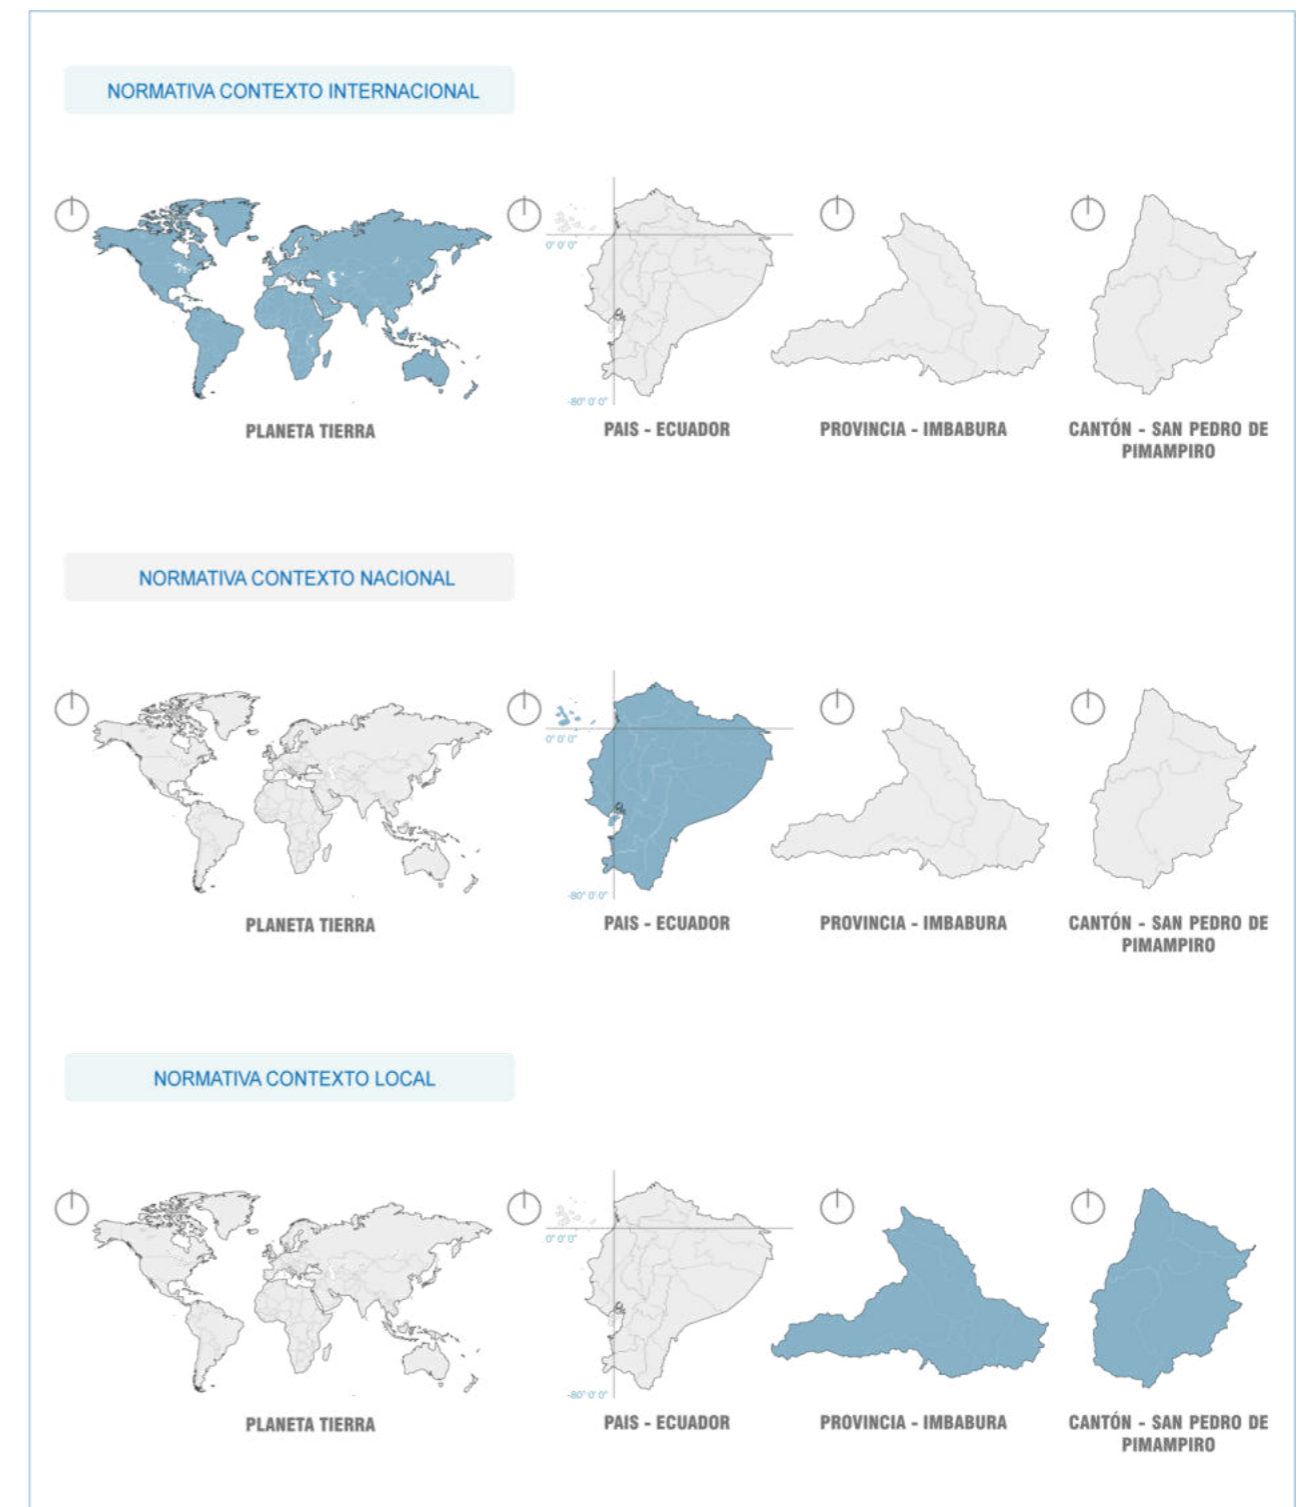 NORMATIVA CONTEXTO INTERNACIONAL
0° 0' 0"
-80° 0' 0"
PLANETA TIERRA
PAIS - ECUADOR
PROVINCIA - IMBABURA
CANTÓN - SAN PEDRO DE
PIMAMPIRO
NORMATIVA CONTEXTO NACIONAL
0° 0' 0"
-80° 0' 0"
PLANETA TIERRA
PAIS - ECUADOR
PROVINCIA - IMBABURA
CANTÓN - SAN PEDRO DE
PIMAMPIRO
NORMATIVA CONTEXTO LOCAL
0° 0' 0"
-80° 0' 0"
PLANETA TIERRA
PAIS - ECUADOR
PROVINCIA - IMBABURA
CANTÓN - SAN PEDRO DE
PIMAMPIRO